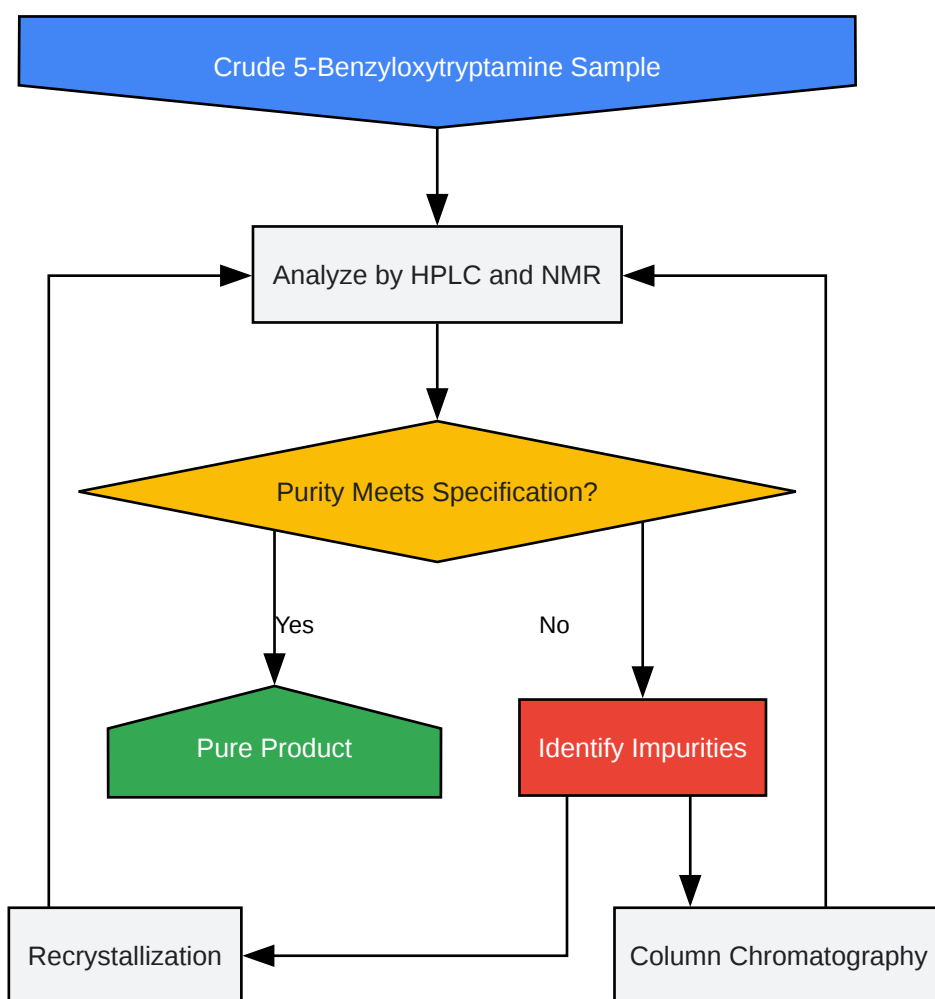 Crude 5-Benzyloxytryptamine Sample
Analyze by HPLC and NMR
Purity Meets Specification?
Yes
No
Pure Product
Identify Impurities
Recrystallization
Column Chromatography